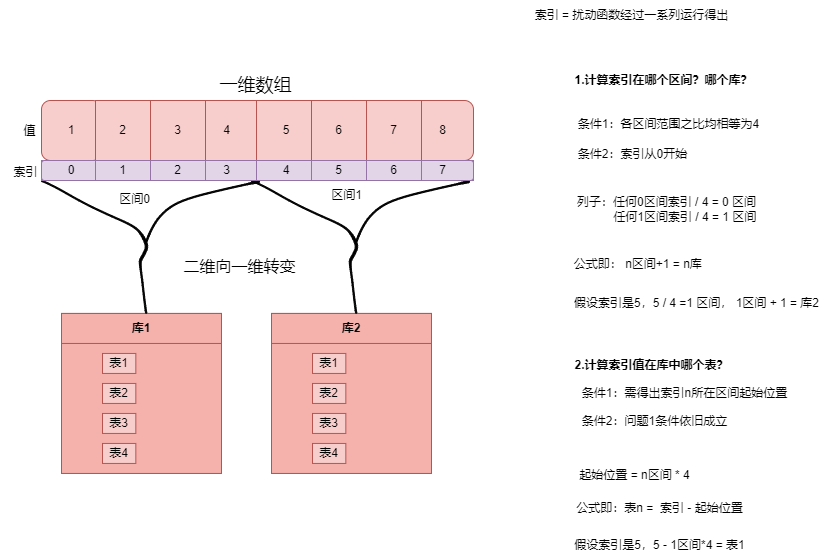 索引 = 扰动函数经过一系列运行得出
一维数组
值 1 2 3 4 5 6 7 8
索引 0 1 2 3 4 5 6 7
区间0 区间1
二维向一维转变
库1
表1
表2
表3
表4
库2
表1
表2
表3
表4
1.计算索引在哪个区间？哪个库?
条件1：各区间范围之比均相等为4
条件2：索引从0开始
列子：任何0区间索引 / 4 = 0 区间
任何1区间索引 / 4 = 1 区间
公式即： n区间+1 = n库
假设索引是5，5 / 4 =1 区间， 1区间 + 1 = 库2
2.计算索引值在库中哪个表?
条件1：需得出索引n所在区间起始位置
条件2：问题1条件依旧成立
起始位置 = n区间 * 4
公式即：表n = 索引 - 起始位置
假设索引是5，5 - 1区间*4 = 表1